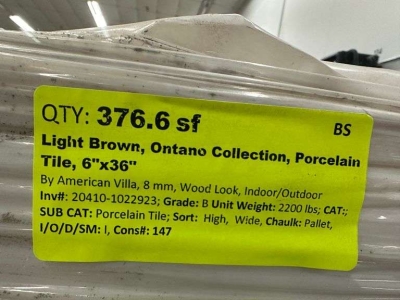 QTY: 376.6 sf
BS
Light Brown, Ontano Collection, Porcelain
Tile, 6"x36"
By American Villa, 8 mm, Wood Look, Indoor/Outdoor
Inv#: 20410-1022923; Grade: B Unit Weight: 2200 lbs; CAT:;
SUB CAT: Porcelain Tile; Sort: High, Wide, Chaulk: Pallet,
I/O/D/SM: I, Cons#: 147